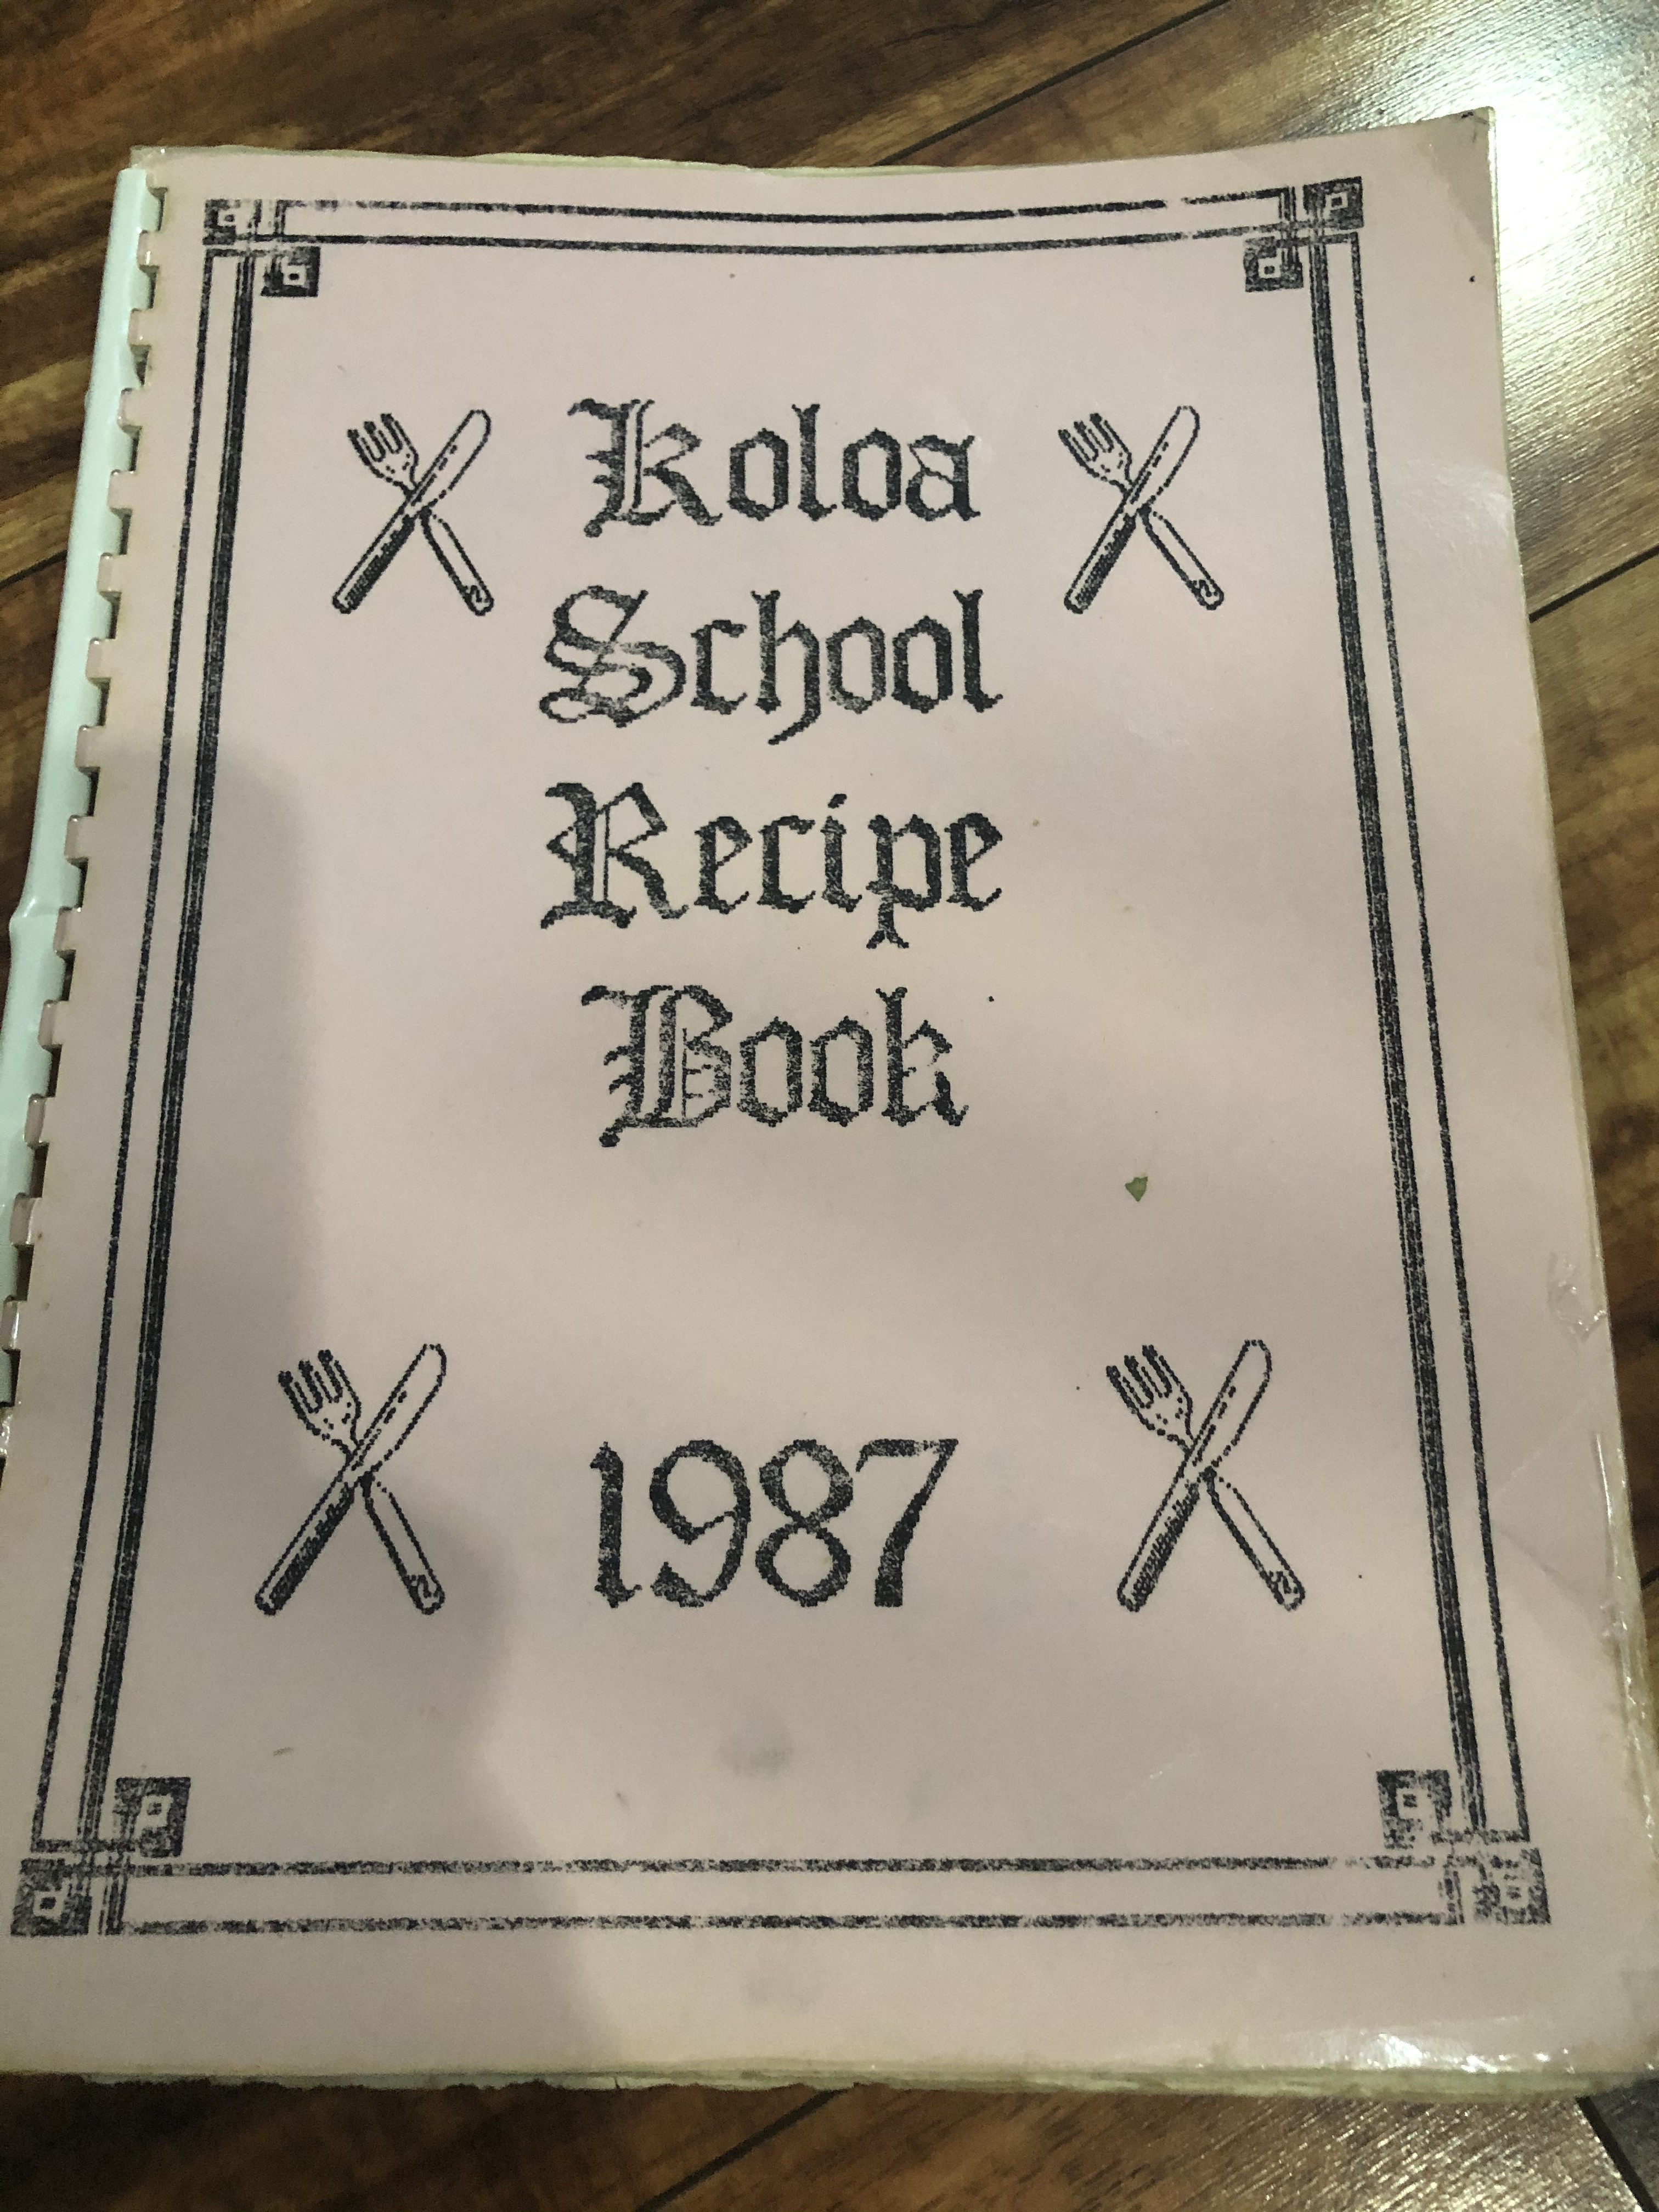 Koloa
School
Recipe
Book
1987